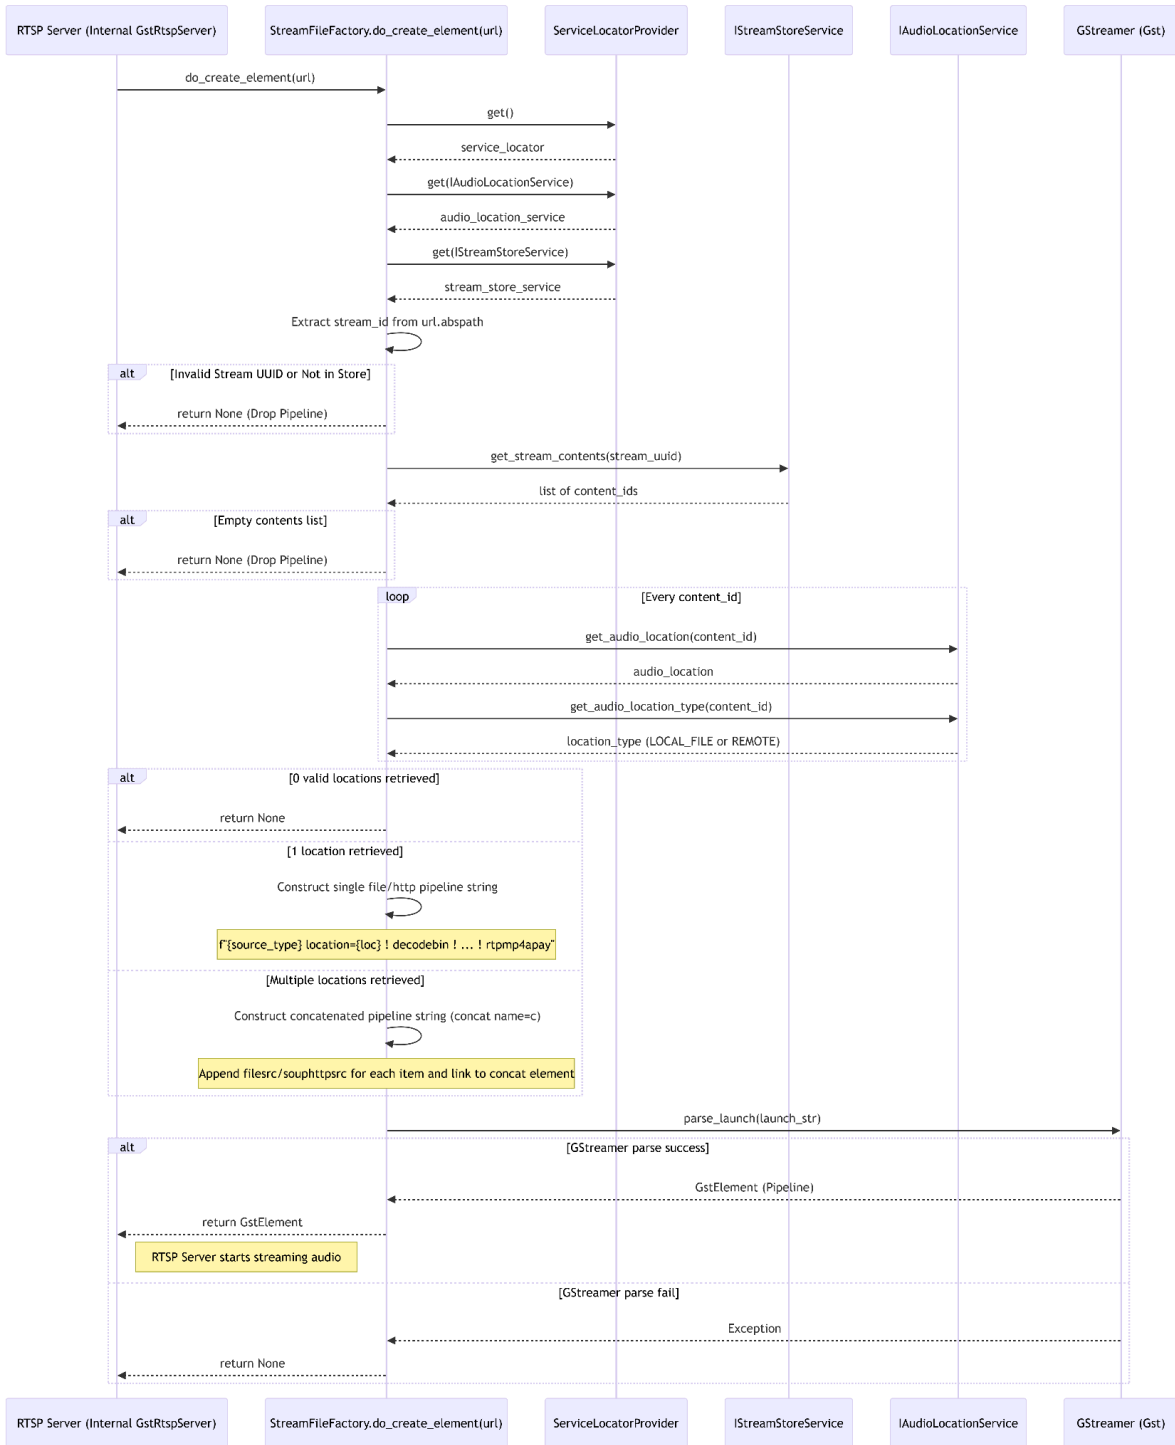 RTSP Server (Internal GstRtspServer)
StreamFileFactory.do_create_element(url)
ServiceLocatorProvider
IStreamStoreService
IAudioLocationService
GStreamer (Gst)
do_create_element(url)
get()
service_locator
get(IAudioLocationService)
audio_location_service
get(IStreamStoreService)
stream_store_service
Extract stream_id from url.abspath
alt
[Invalid Stream UUID or Not in Store]
return None (Drop Pipeline)
get_stream_contents(stream_uuid)
list of content_ids
alt
[Empty contents list]
return None (Drop Pipeline)
loop
[Every content_id]
get_audio_location(content_id)
audio_location
get_audio_location_type(content_id)
location_type (LOCAL_FILE or REMOTE)
alt
[0 valid locations retrieved]
return None
[1 location retrieved]
Construct single file/http pipeline string
f"{source_type} location={loc} ! decodebin ! ... ! rtpmp4apay"
[Multiple locations retrieved]
Construct concatenated pipeline string (concat name=c)
Append filesrc/souphttpsrc for each item and link to concat element
parse_launch(launch_str)
alt
[GStreamer parse success]
GstElement (Pipeline)
return GstElement
RTSP Server starts streaming audio
[GStreamer parse fail]
Exception
return None
RTSP Server (Internal GstRtspServer)
StreamFileFactory.do_create_element(url)
ServiceLocatorProvider
IStreamStoreService
IAudioLocationService
GStreamer (Gst)